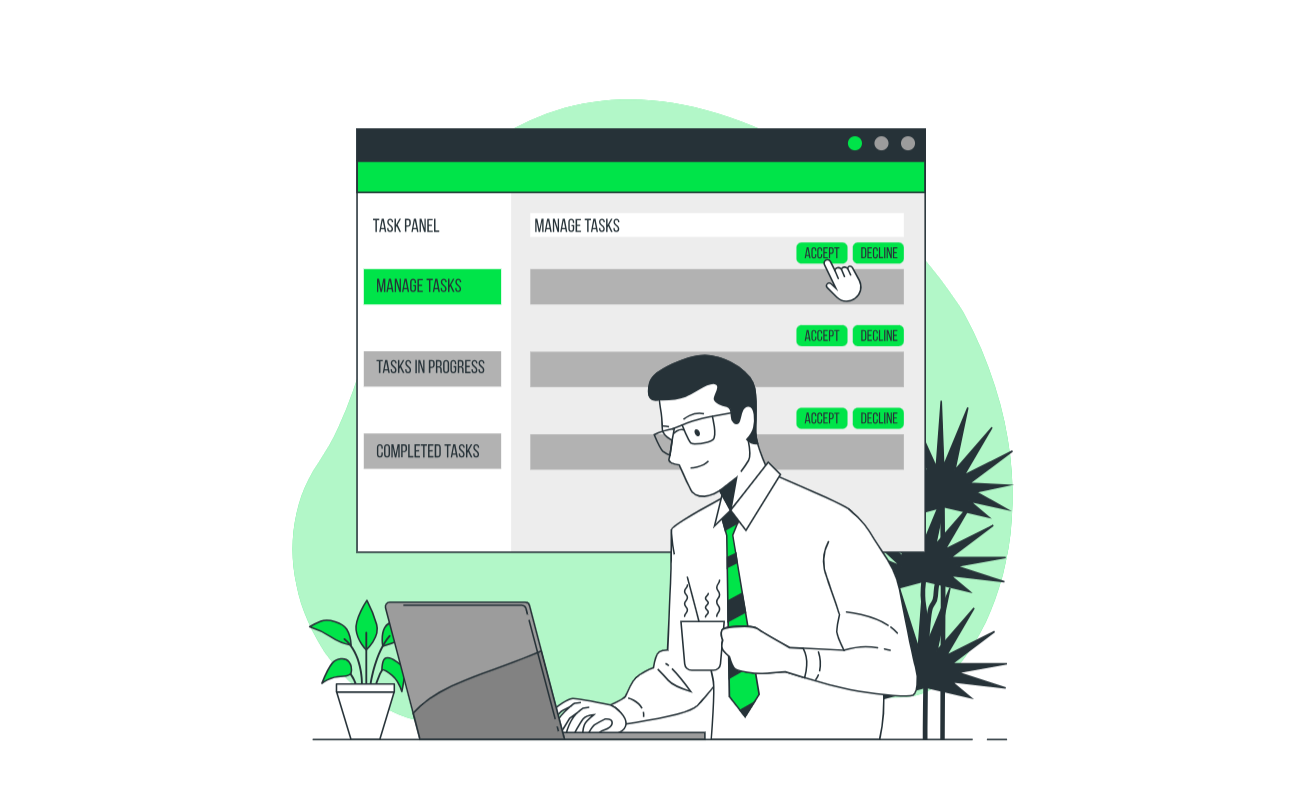 TASK PANEL
MANAGE TASKS
TASKS IN PROGRESS
COMPLETED TASKS
MANAGE TASKS
ACCEPT DECLINE
ACCEPT DECLINE
ACCEPT DECLINE